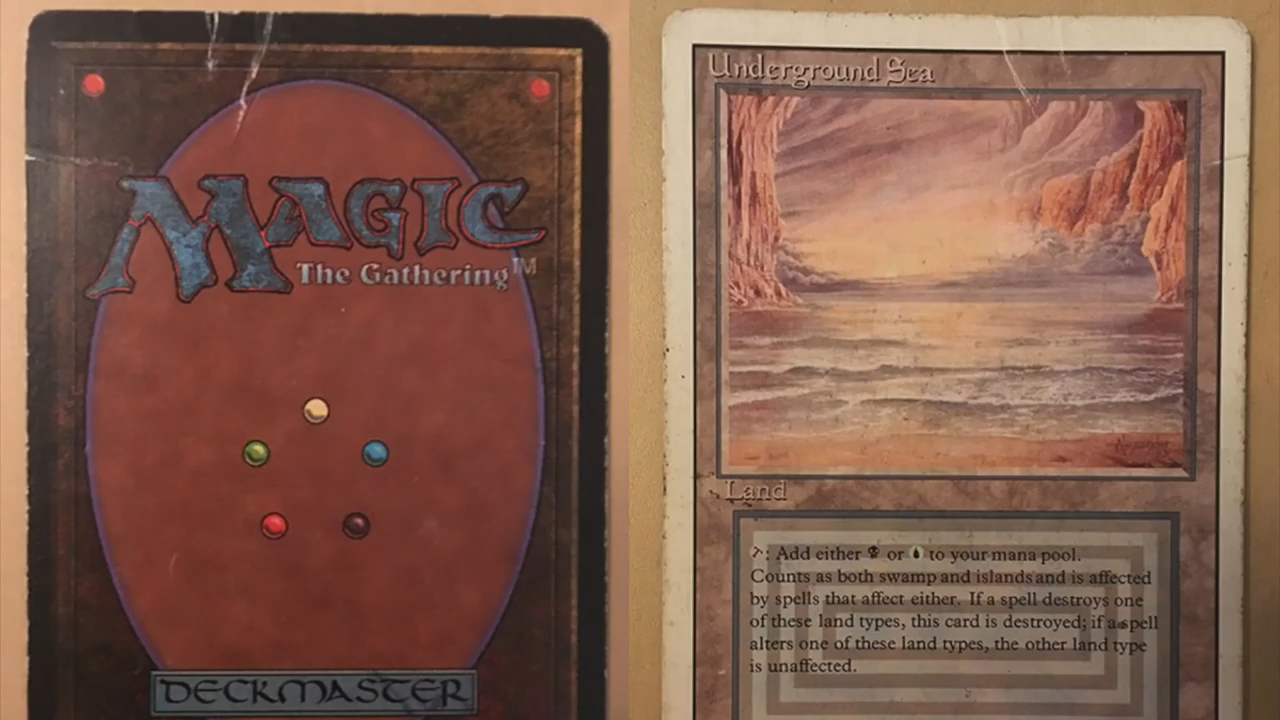 MAGIC
The Gathering™
DECKMASTER
Underground Sea
Land
: Add either or to your mana pool.
Counts as both swamp and islands and is affected
by spells that affect either. If a spell destroys one
of these land types, this card is destroyed; if a spell
alters one of these land types, the other land type
is unaffected.